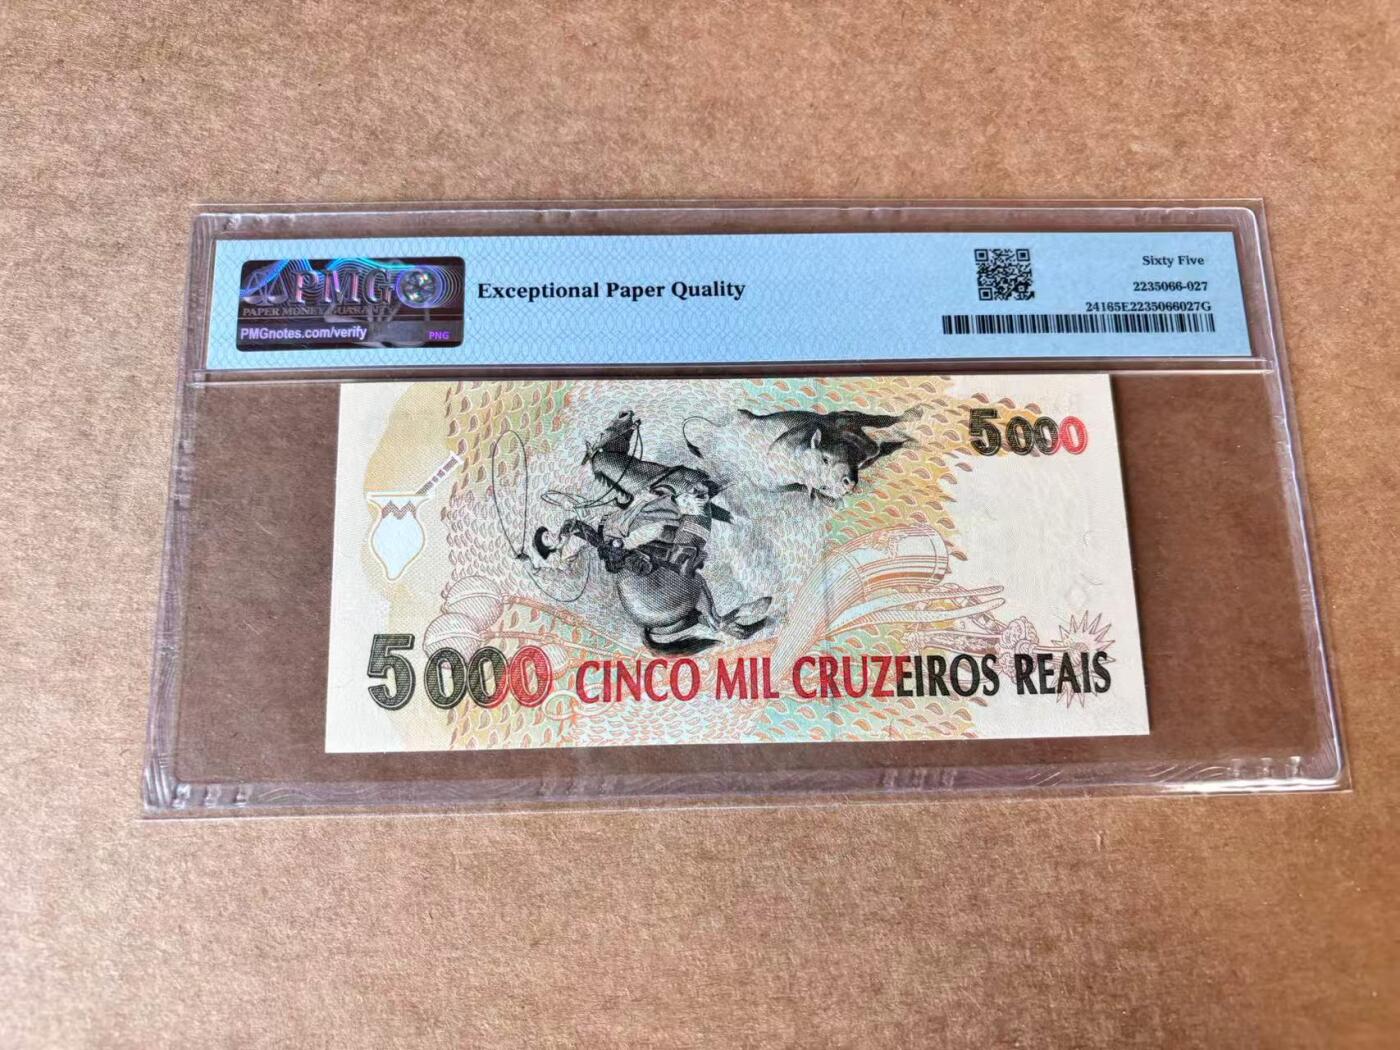 PMG
PAPER MONEY GUARANTY
PMGnotes.com/verify
PNG
Exceptional Paper Quality
Sixty Five
2235066-027
24165E2235066027G
5000
5000 CINCO MIL CRUZEIROS REAIS